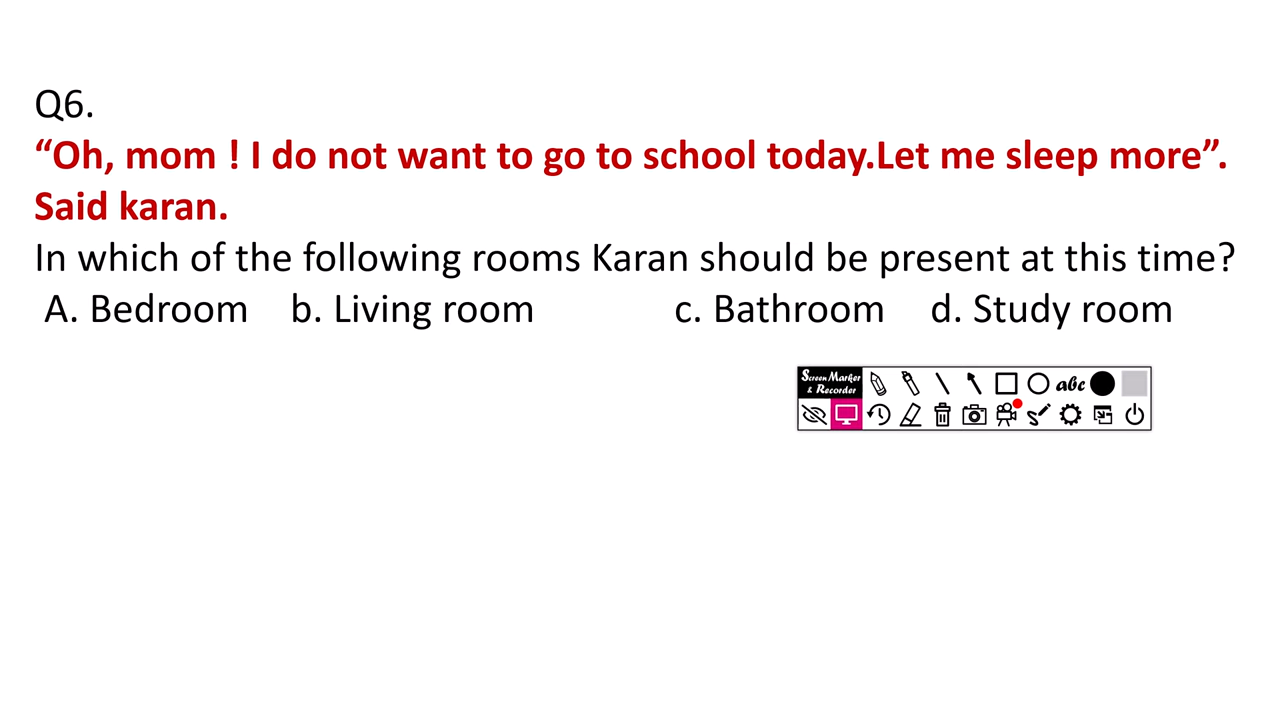 Q6.
“Oh, mom ! I do not want to go to school today.Let me sleep more”.
Said karan.
In which of the following rooms Karan should be present at this time?
A. Bedroom b. Living room c. Bathroom d. Study room
Screen Marker
& Recorder
abc